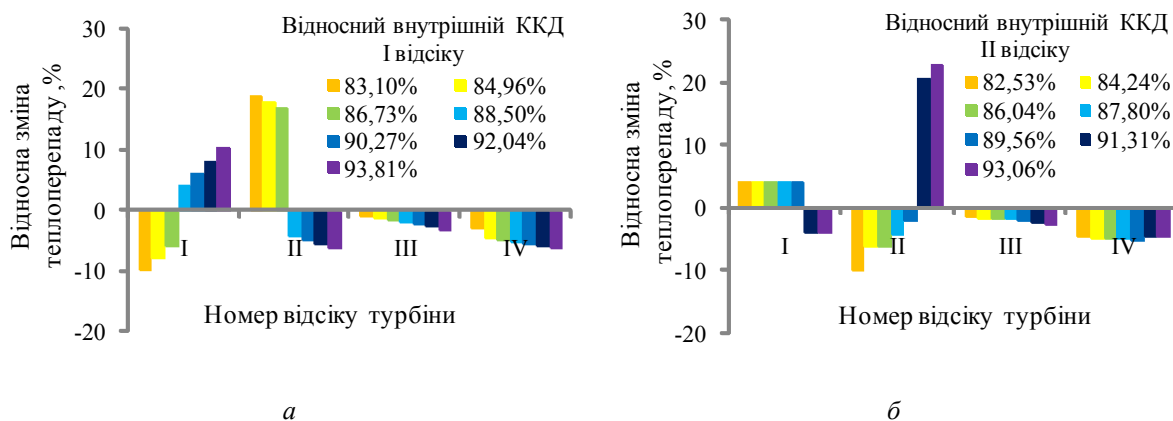 Відносна зміна
теплоперепаду,%
30
20
10
0
-10
-20
Відносний внутрішній ККД
I відсіку
83,10% 84,96%
86,73% 88,50%
90,27% 92,04%
93,81%
I II III IV
Номер відсіку турбіни
а
Відносна зміна
теплоперепаду,%
30
20
10
0
-10
-20
Відносний внутрішній ККД
II відсіку
82,53% 84,24%
86,04% 87,80%
89,56% 91,31%
93,06%
I II III IV
Номер відсіку турбіни
б